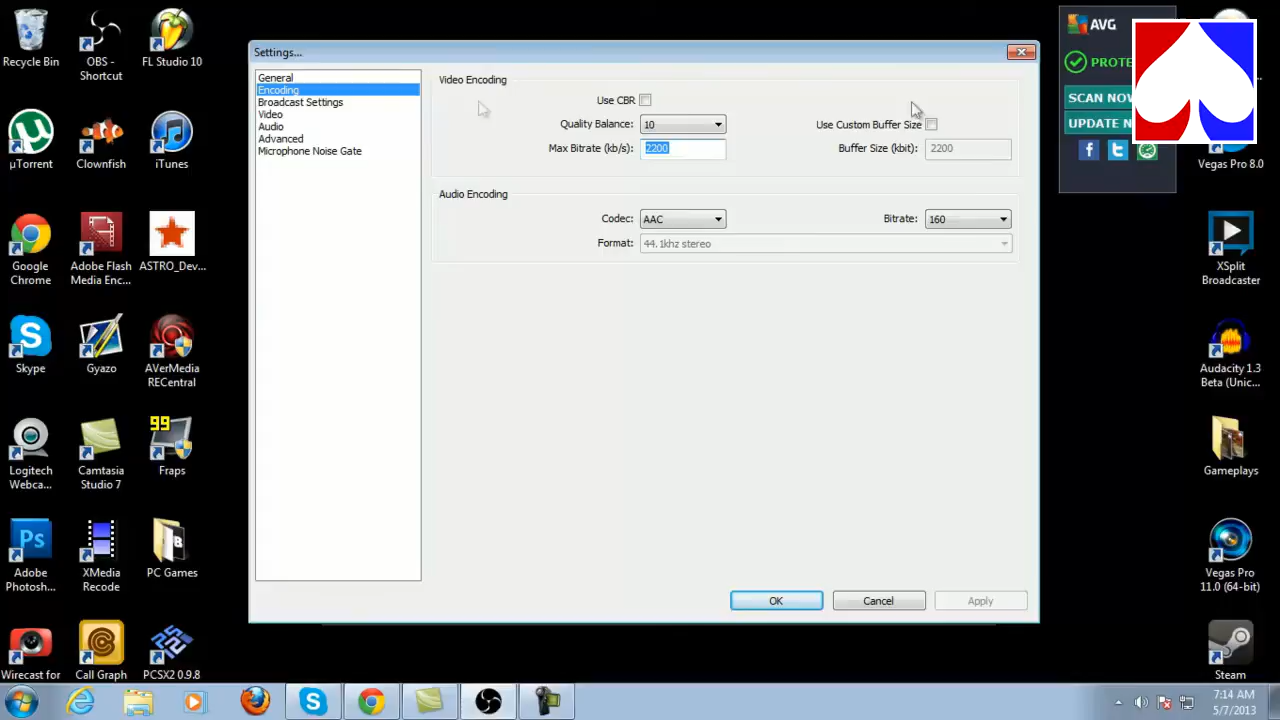 Recycle Bin
OBS -
Shortcut
FL Studio 10
µTorrent
Clownfish
iTunes
Google
Chrome
Adobe Flash
Media Enc...
ASTRO_Dev...
Skype
Gyazo
AVerMedia
RECentral
Logitech
Webca...
Camtasia
Studio 7
99
Fraps
Ps
Adobe
Photosh...
XMedia
Recode
PC Games
Wirecast for
Call Graph
PCSX2 0.9.8
Settings...
General
Encoding
Broadcast Settings
Video
Audio
Advanced
Microphone Noise Gate
Video Encoding
Use CBR
Quality Balance: 10
Use Custom Buffer Size
Max Bitrate (kb/s): 2200
Buffer Size (kbit): 2200
Audio Encoding
Codec: AAC
Bitrate: 160
Format: 44.1khz stereo
OK
Cancel
Apply
AVG
SCAN NOW
Vegas Pro 8.0
XSplit
Broadcaster
Audacity 1.3
Beta (Unic...
Gameplays
Vegas Pro
11.0 (64-bit)
Steam
7:14 AM
5/7/2013